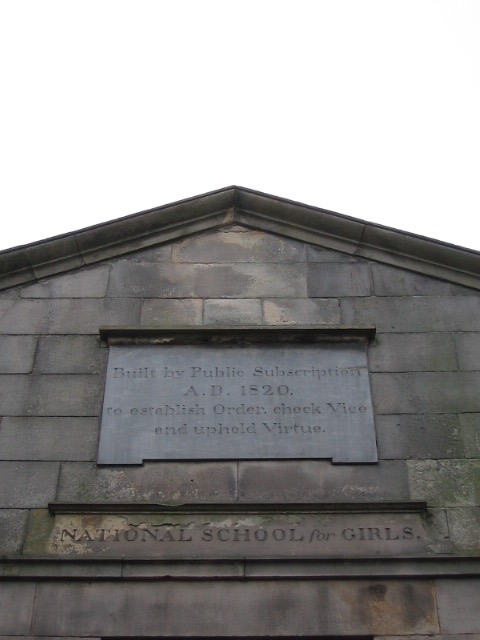 Built by Public Subscription
A.D. 1820.
to establish Order, check Vice
and uphold Virtue.
NATIONAL SCHOOL for GIRLS.